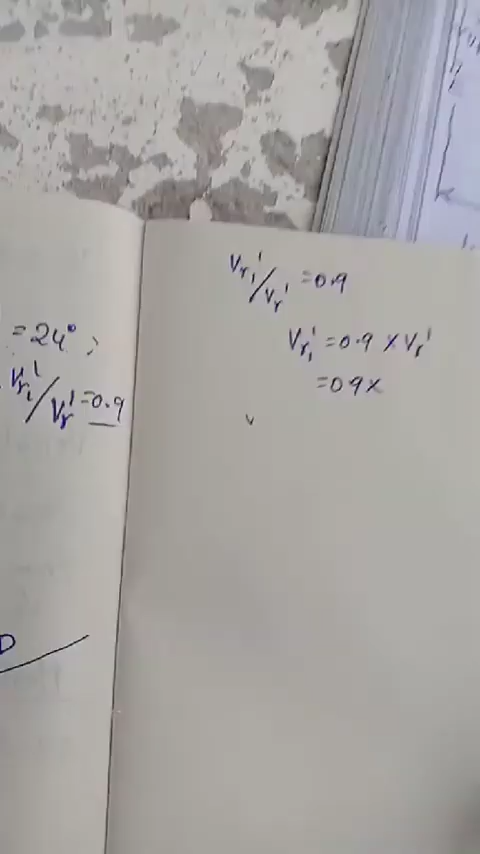 = 24° ;
Vr₁'/Vr' = 0.9
D
Vr₁'/Vr' = 0.9
Vr₁' = 0.9 × Vr'
= 0.9 ×